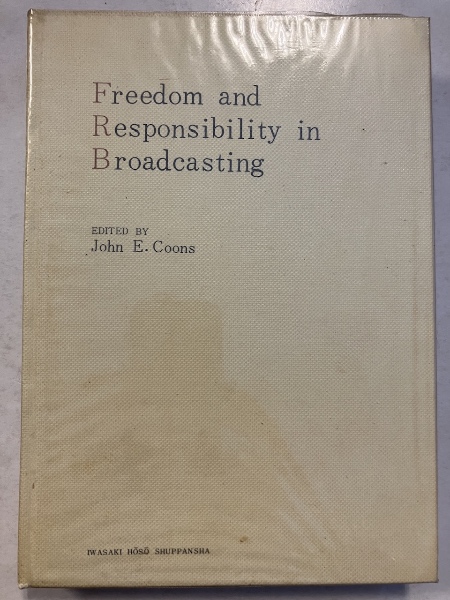 Freedom and
Responsibility in
Broadcasting
EDITED BY
John E. Coons
IWASAKI HŌSŌ SHUPPANSHA